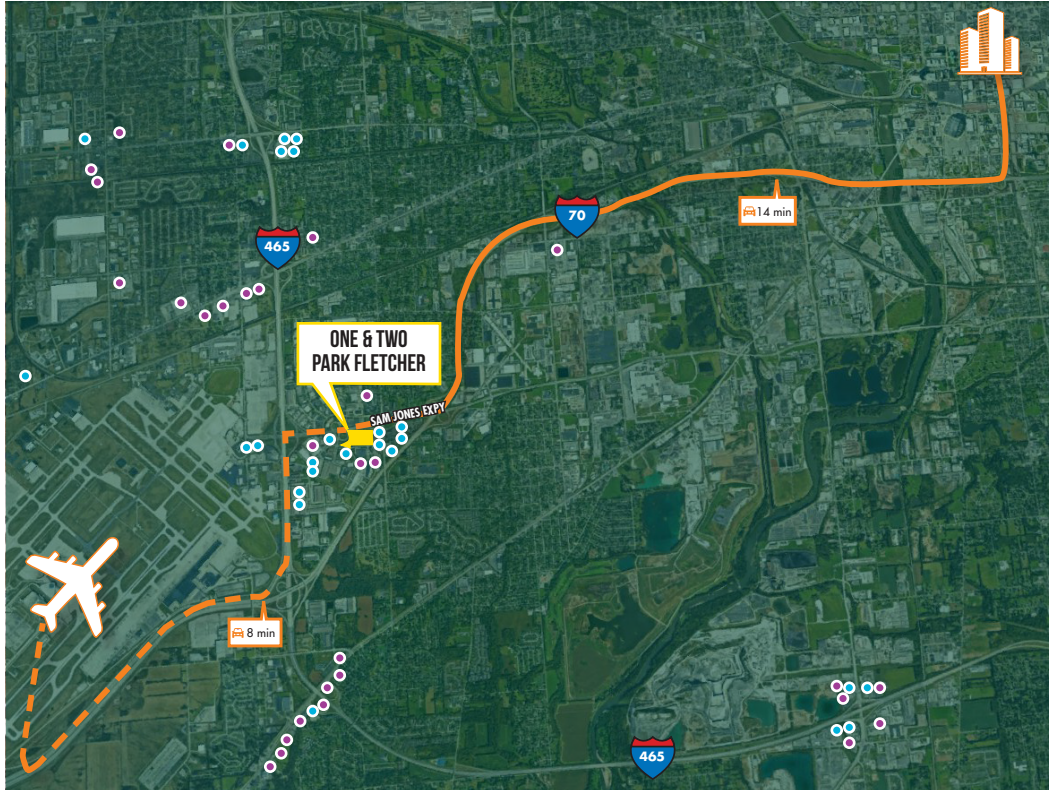 70
14 min
465
ONE & TWO
PARK FLETCHER
SAM JONES EXPY
8 min
465